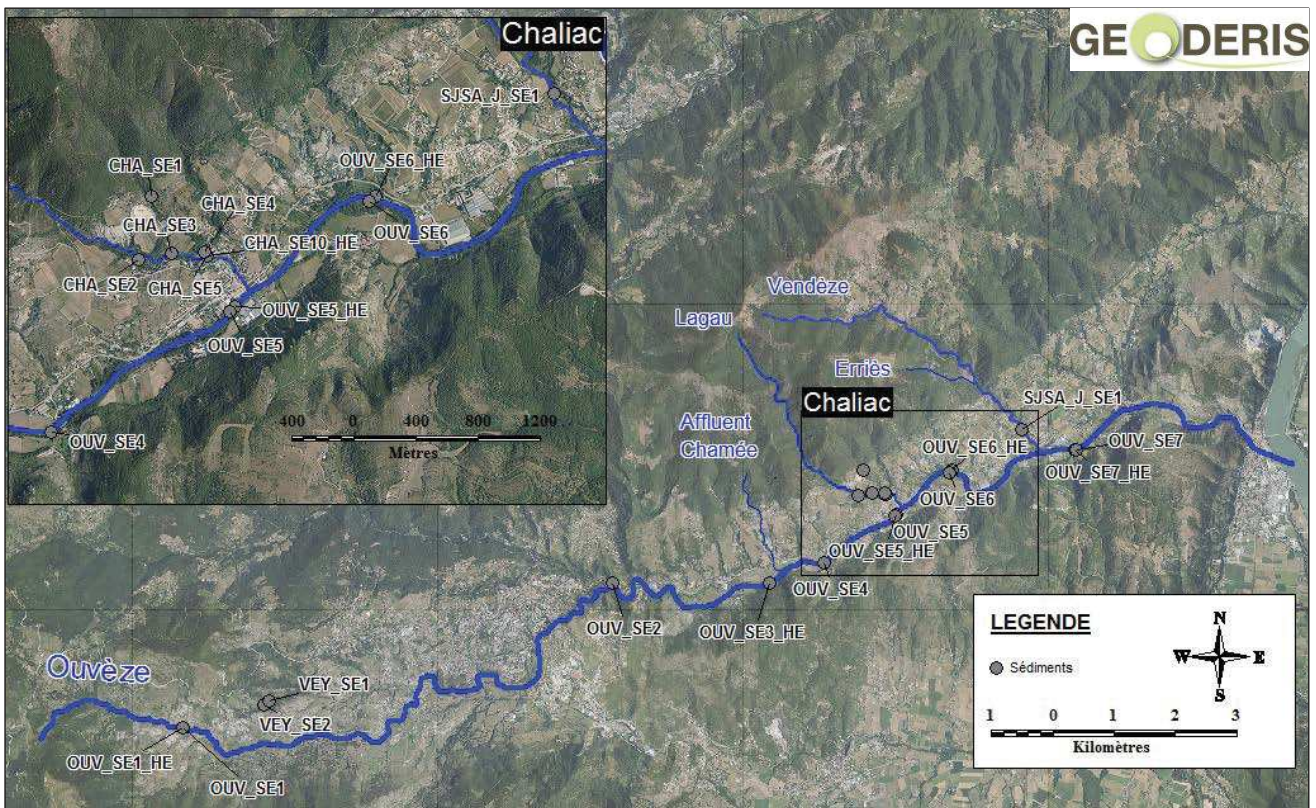 Chaliac
SJSA_J_SE1
CHA_SE1
OUV_SE6_HE
CHA_SE4
CHA_SE3
CHA_SE10_HE
OUV_SE6
CHA_SE2
CHA_SE5
OUV_SE5_HE
OUV_SE5
OUV_SE4
400 0 400 800 1200
Mètres
GEODERIS
Vendèze
Lagau
Erriès
Chaliac
SJSA_J_SE1
Affluent
Chamée
OUV_SE6_HE
OUV_SE7
OUV_SE7_HE
OUV_SE6
OUV_SE5
OUV_SE5_HE
OUV_SE4
OUV_SE2
OUV_SE3_HE
Ouvèze
VEY_SE1
VEY_SE2
OUV_SE1_HE
OUV_SE1
LEGENDE
Sédiments
N
W E
S
1 0 1 2 3
Kilomètres